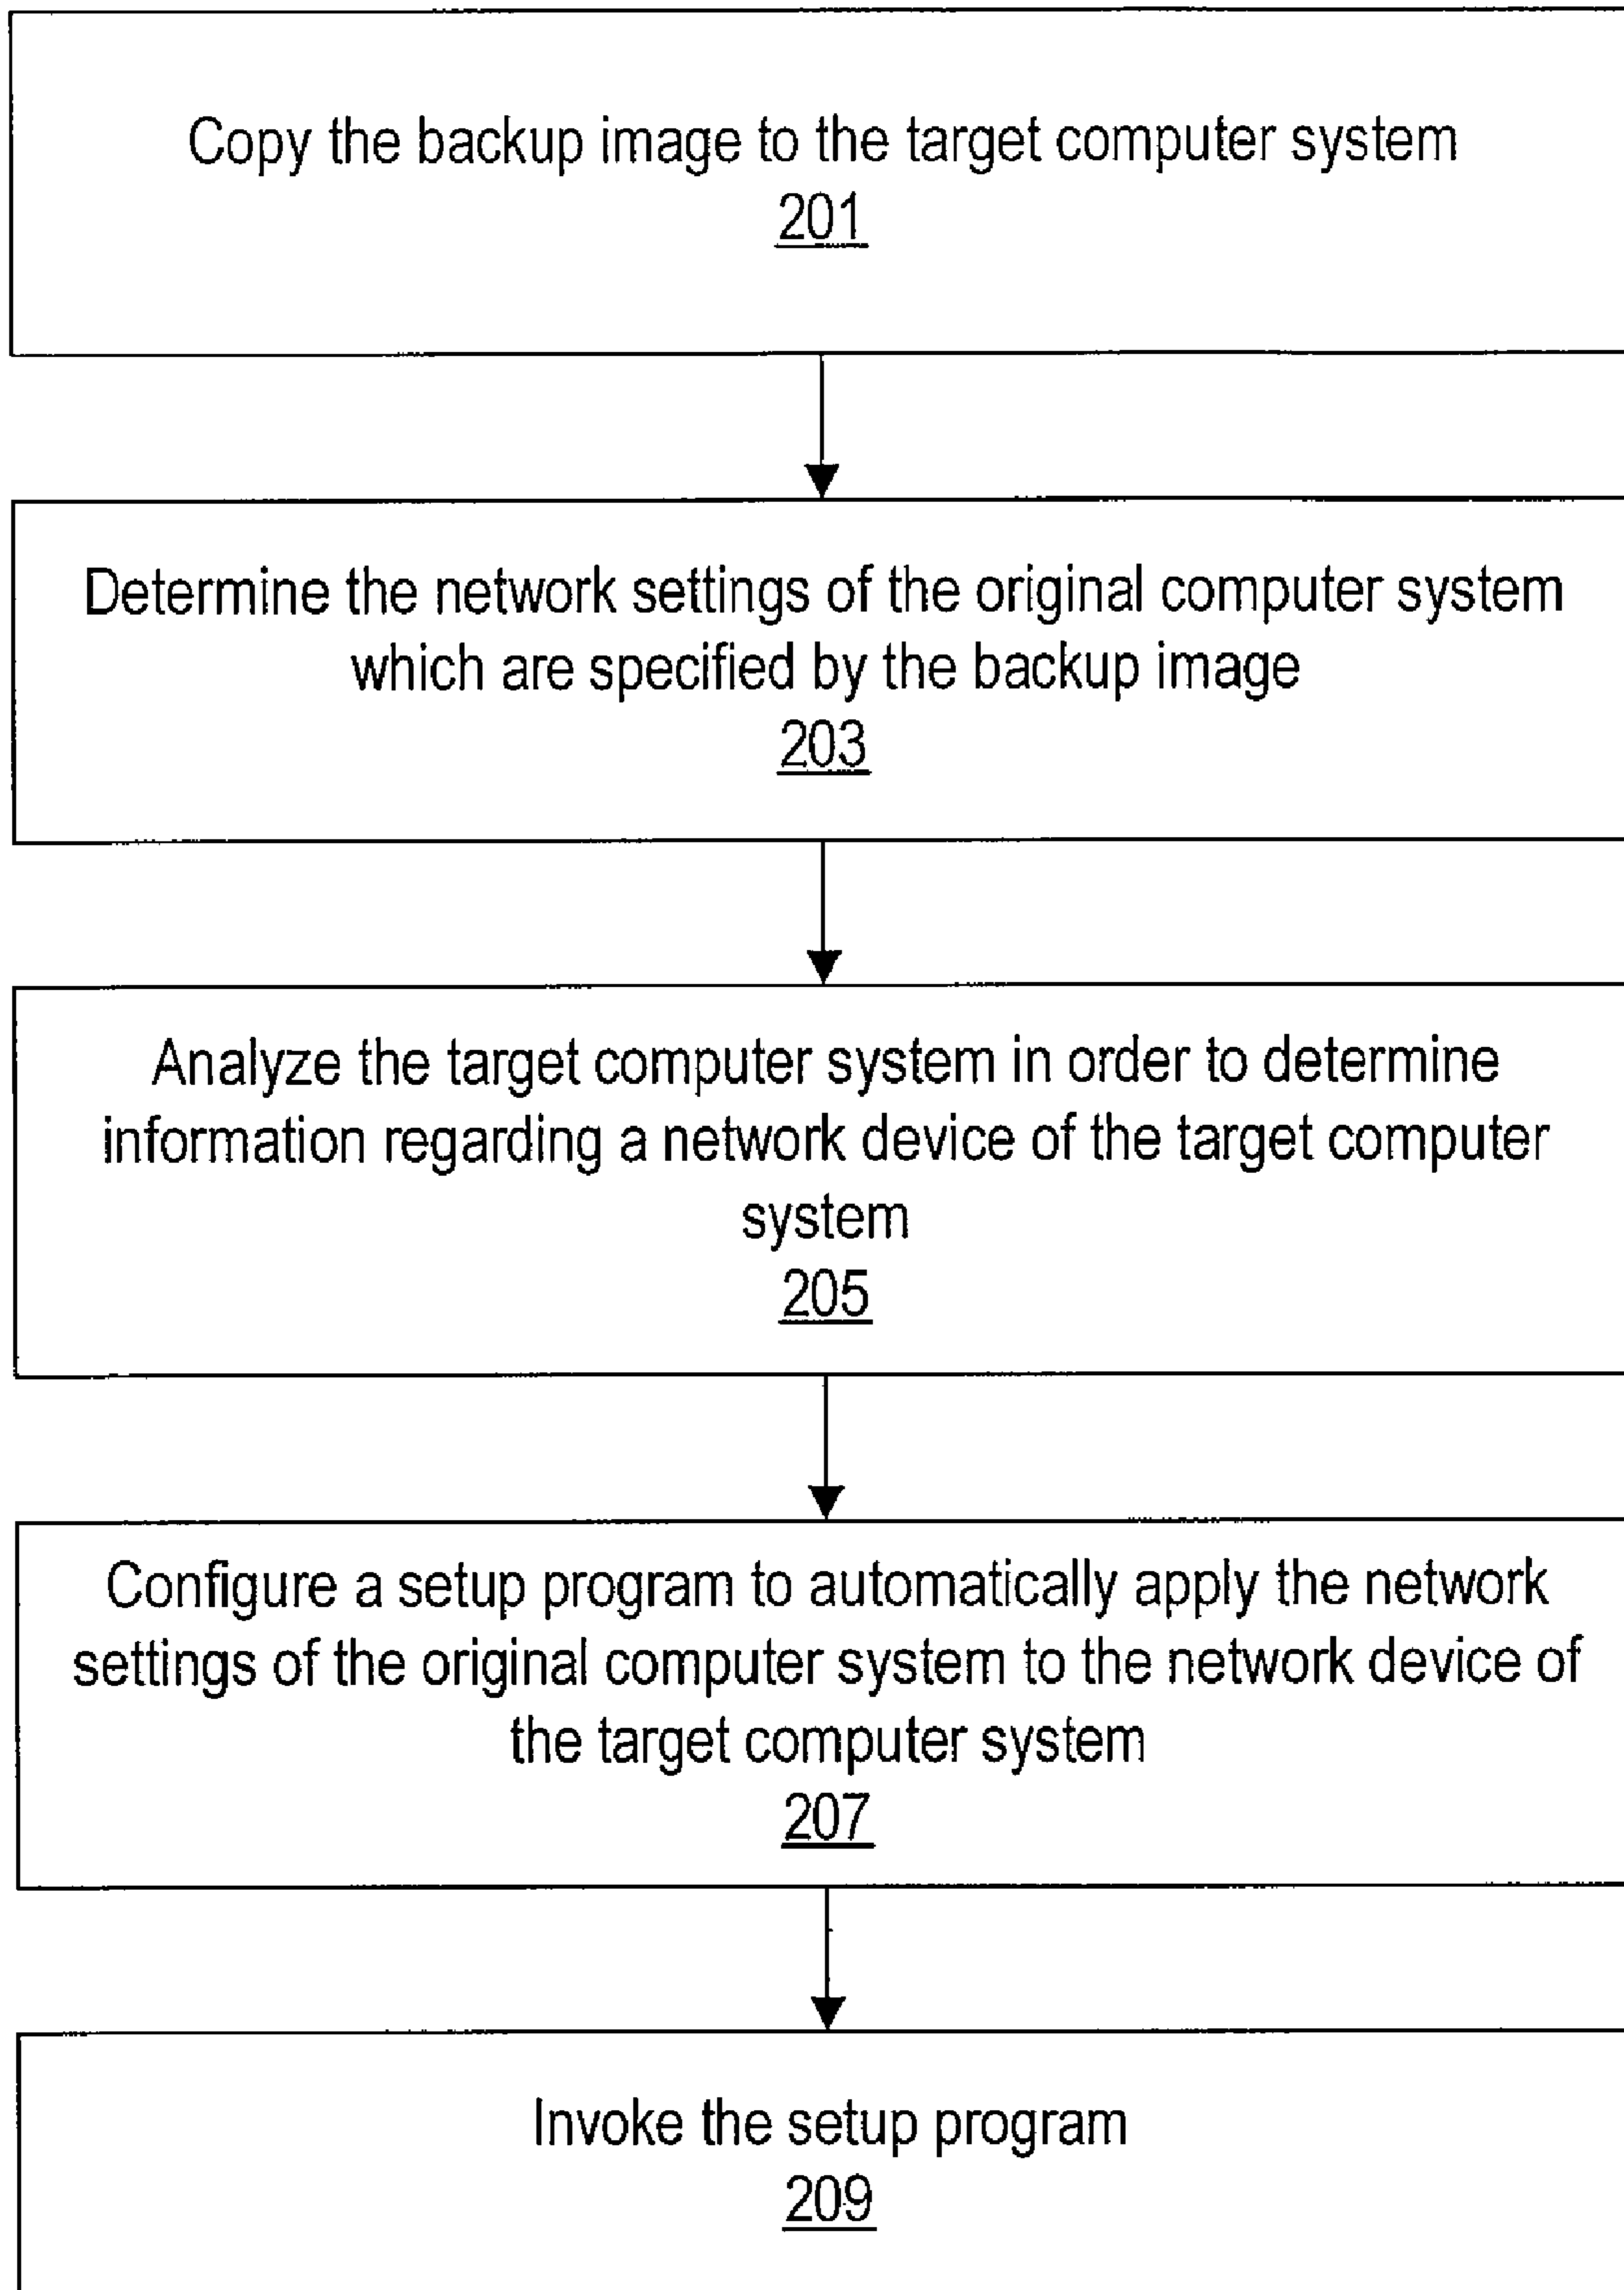 Copy the backup image to the target computer system
201
Determine the network settings of the original computer system
which are specified by the backup image
203
Analyze the target computer system in order to determine
information regarding a network device of the target computer
system
205
Configure a setup program to automatically apply the network
settings of the original computer system to the network device of
the target computer system
207
Invoke the setup program
209